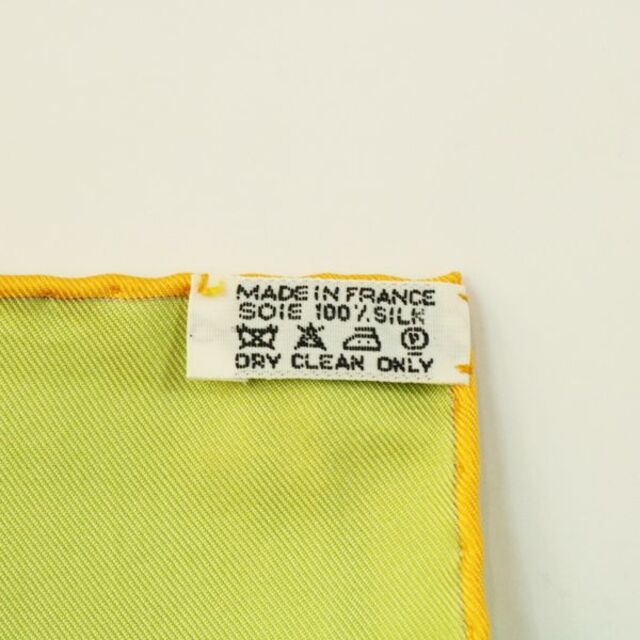 MADE IN FRANCE
SOIE 100% SILK
P
DRY CLEAN ONLY